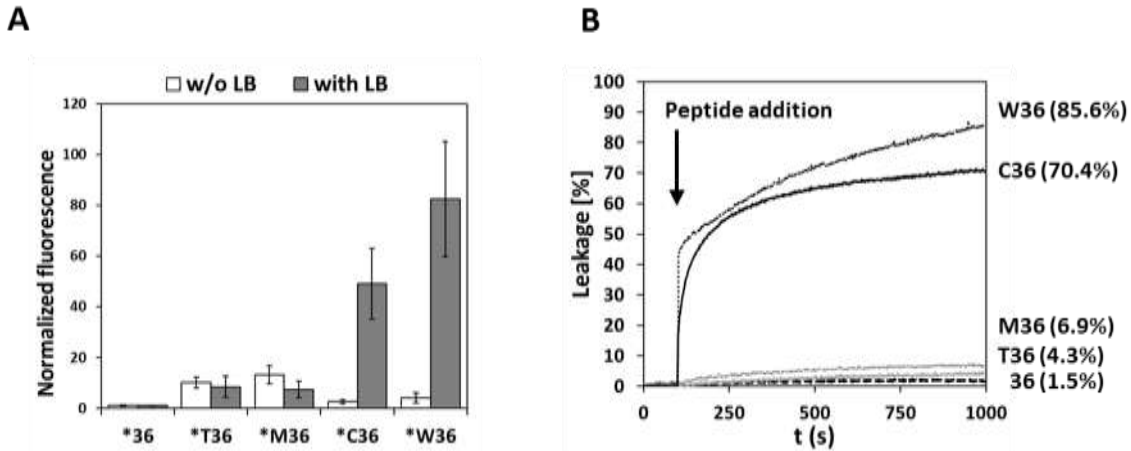 A
w/o LB with LB
Normalized fluorescence
120
100
80
60
40
20
0
*36 *T36 *M36 *C36 *W36
B
Peptide addition
Leakage [%]
100
90
80
70
60
50
40
30
20
10
0
0 250 500 750 1000
t (s)
W36 (85.6%)
C36 (70.4%)
M36 (6.9%)
T36 (4.3%)
36 (1.5%)